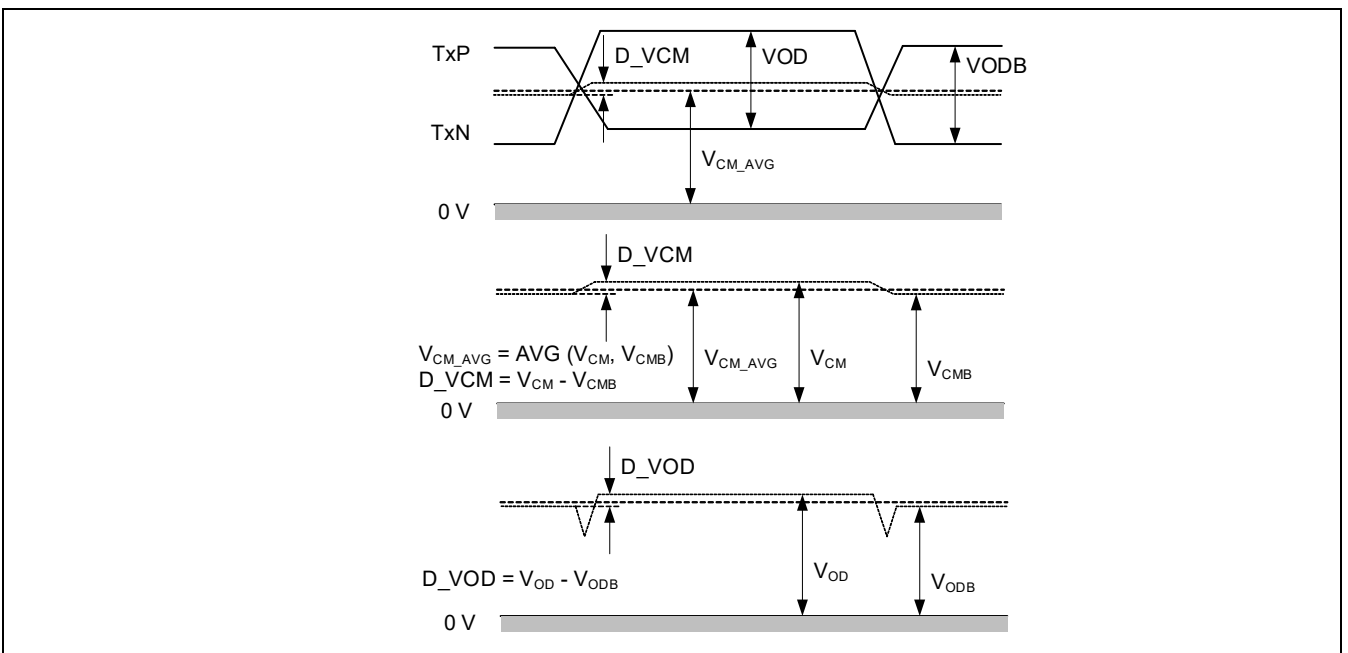 TxP
D_VCM
VOD
VODB
TxN
VCM_AVG
0 V
D_VCM
VCM_AVG = AVG (VCM, VCMB)
D_VCM = VCM - VCMB
VCM_AVG
VCM
VCMB
0 V
D_VOD
D_VOD = VOD - VODB
VOD
VODB
0 V